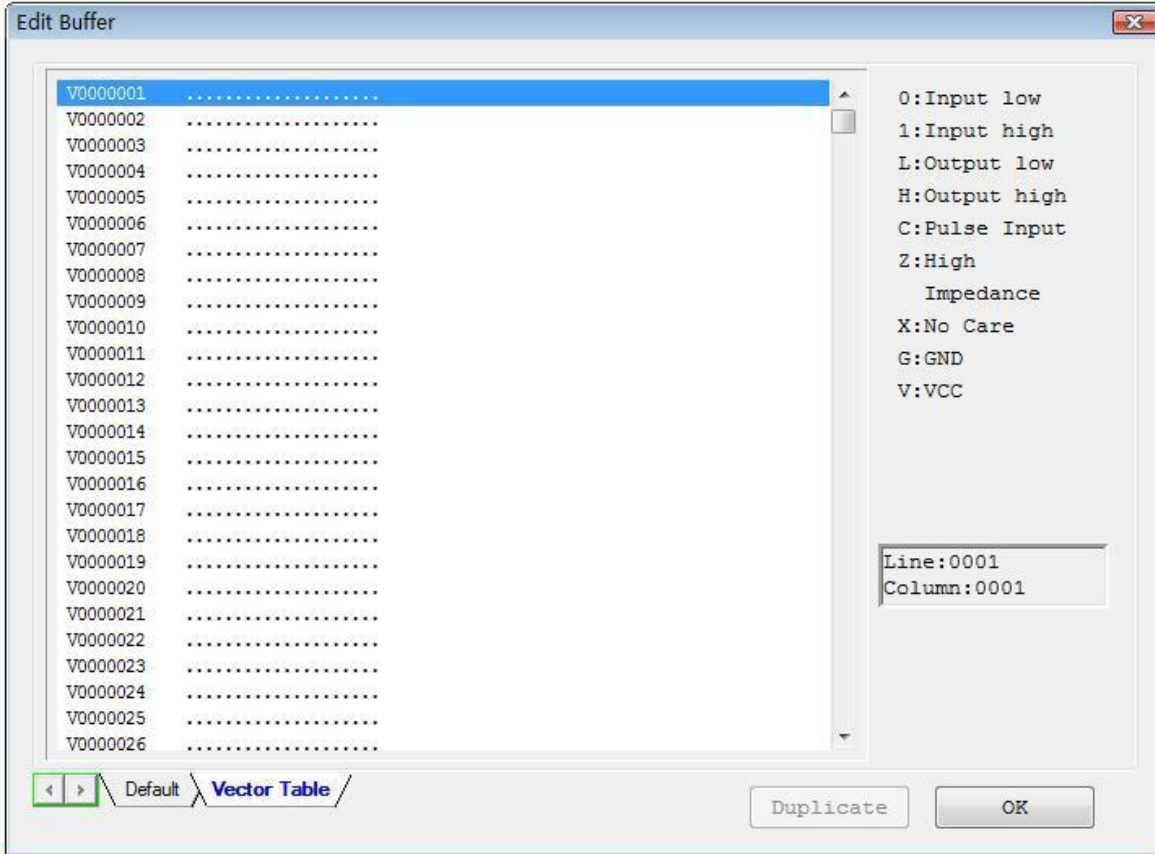 Edit Buffer
V0000001 ....................
V0000002 ....................
V0000003 ....................
V0000004 ....................
V0000005 ....................
V0000006 ....................
V0000007 ....................
V0000008 ....................
V0000009 ....................
V0000010 ....................
V0000011 ....................
V0000012 ....................
V0000013 ....................
V0000014 ....................
V0000015 ....................
V0000016 ....................
V0000017 ....................
V0000018 ....................
V0000019 ....................
V0000020 ....................
V0000021 ....................
V0000022 ....................
V0000023 ....................
V0000024 ....................
V0000025 ....................
V0000026 ....................
0:Input low
1:Input high
L:Output low
H:Output high
C:Pulse Input
Z:High
Impedance
X:No Care
G:GND
V:VCC
Line:0001
Column:0001
Default Vector Table
Duplicate OK